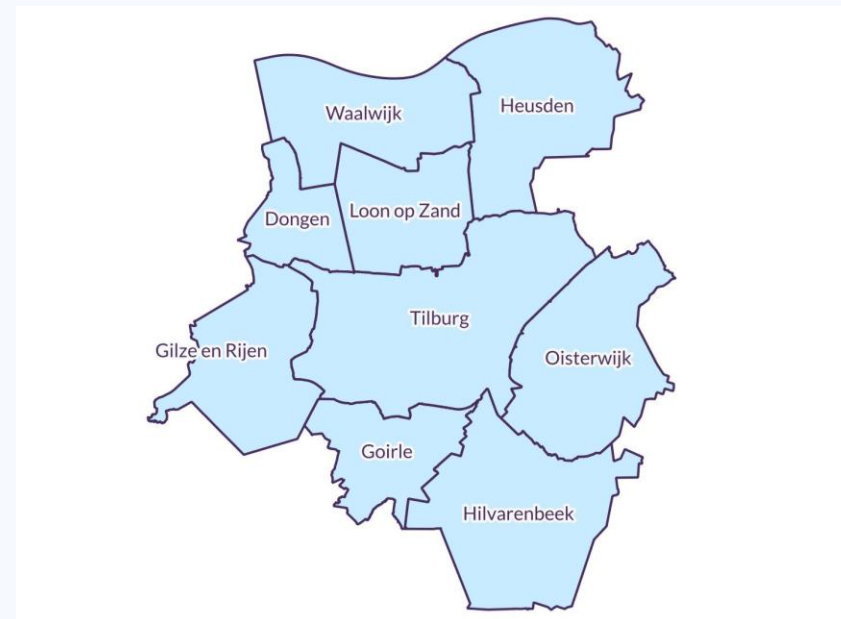 Heusden
Waalwijk
Loon op Zand
Dongen
Tilburg
Gilze en Rijen
Oisterwijk
Goirle
Hilvarenbeek